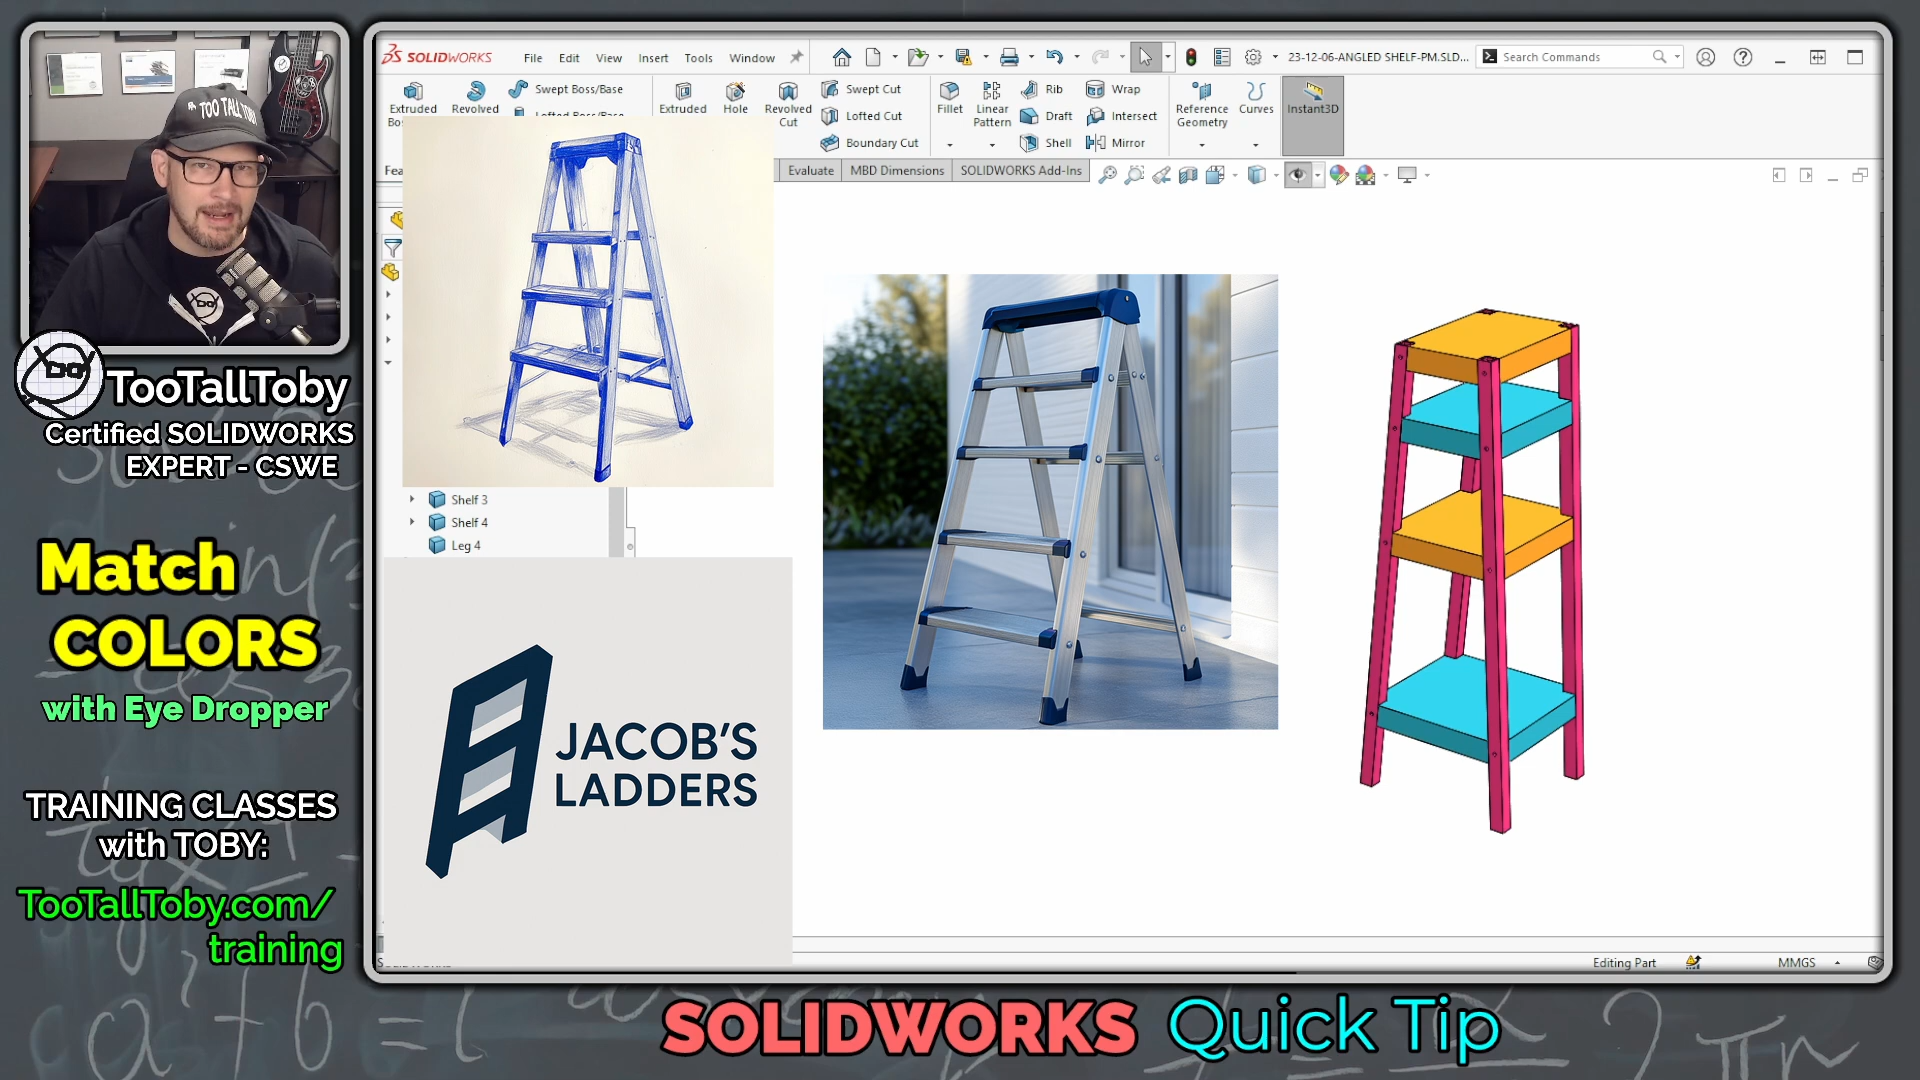 TOO TALL TOBY
TooTallToby
Certified SOLIDWORKS
EXPERT - CSWE
Match
COLORS
with Eye Dropper
TRAINING CLASSES
with TOBY:
TooTallToby.com/
training
SOLIDWORKS
File Edit View Insert Tools Window
23-12-06-ANGLED SHELF-PM.SLD...
Search Commands
Extruded
Revolved
Swept Boss/Base
Extruded
Hole
Revolved
Cut
Swept Cut
Lofted Cut
Boundary Cut
Fillet
Linear
Pattern
Rib
Draft
Shell
Wrap
Intersect
Mirror
Reference
Geometry
Curves
Instant3D
Evaluate MBD Dimensions SOLIDWORKS Add-Ins
Shelf 3
Shelf 4
Leg 4
JACOB'S
LADDERS
Editing Part
MMGS
SOLIDWORKS Quick Tip